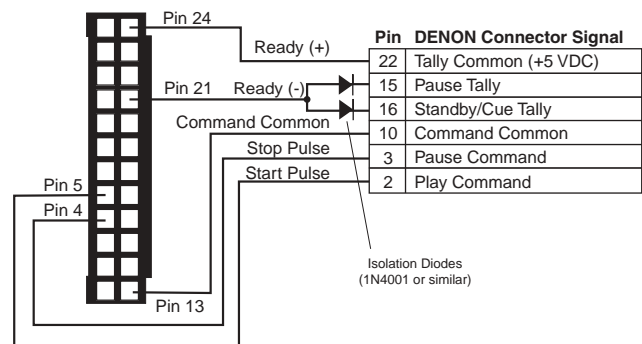 Pin 24
Ready (+)
Pin 21
Ready (-)
Command Common
Stop Pulse
Start Pulse
Pin 5
Pin 4
Pin 13
Isolation Diodes
(1N4001 or similar)
Pin DENON Connector Signal
22 Tally Common (+5 VDC)
15 Pause Tally
16 Standby/Cue Tally
10 Command Common
3 Pause Command
2 Play Command